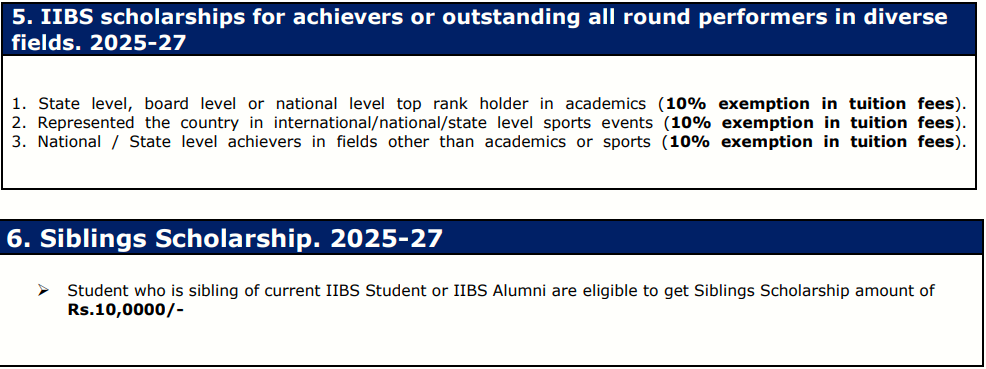 5. IIBS scholarships for achievers or outstanding all round performers in diverse
fields. 2025-27
1. State level, board level or national level top rank holder in academics (10% exemption in tuition fees).
2. Represented the country in international/national/state level sports events (10% exemption in tuition fees).
3. National / State level achievers in fields other than academics or sports (10% exemption in tuition fees).
6. Siblings Scholarship. 2025-27
➢ Student who is sibling of current IIBS Student or IIBS Alumni are eligible to get Siblings Scholarship amount of
Rs.10,0000/-